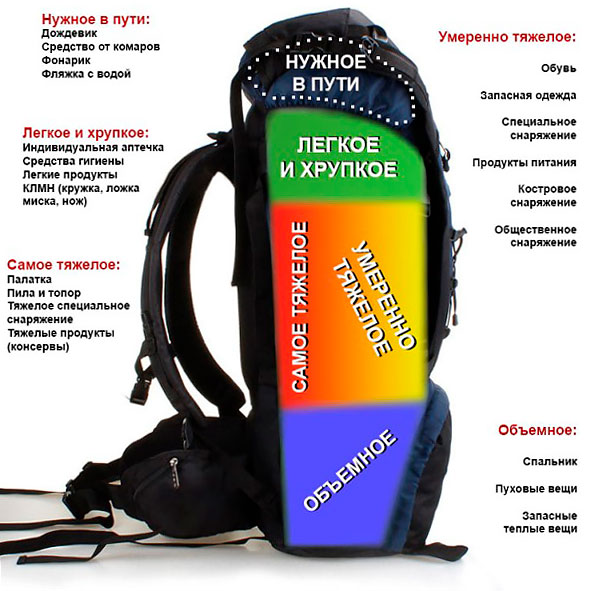 Нужное в пути:
Дождевик
Средство от комаров
Фонарик
Фляжка с водой
Легкое и хрупкое:
Индивидуальная аптечка
Средства гигиены
Легкие продукты
КЛМН (кружка, ложка
миска, нож)
Самое тяжелое:
Палатка
Пила и топор
Тяжелое специальное
снаряжение
Тяжелые продукты
(консервы)
НУЖНОЕ
В ПУТИ
ЛЕГКОЕ
И ХРУПКОЕ
САМОЕ ТЯЖЕЛОЕ
УМЕРЕННО
ТЯЖЕЛОЕ
ОБЪЕМНОЕ
Умеренно тяжелое:
Обувь
Запасная одежда
Специальное
снаряжение
Продукты питания
Костровое
снаряжение
Общественное
снаряжение
Объемное:
Спальник
Пуховые вещи
Запасные
теплые вещи